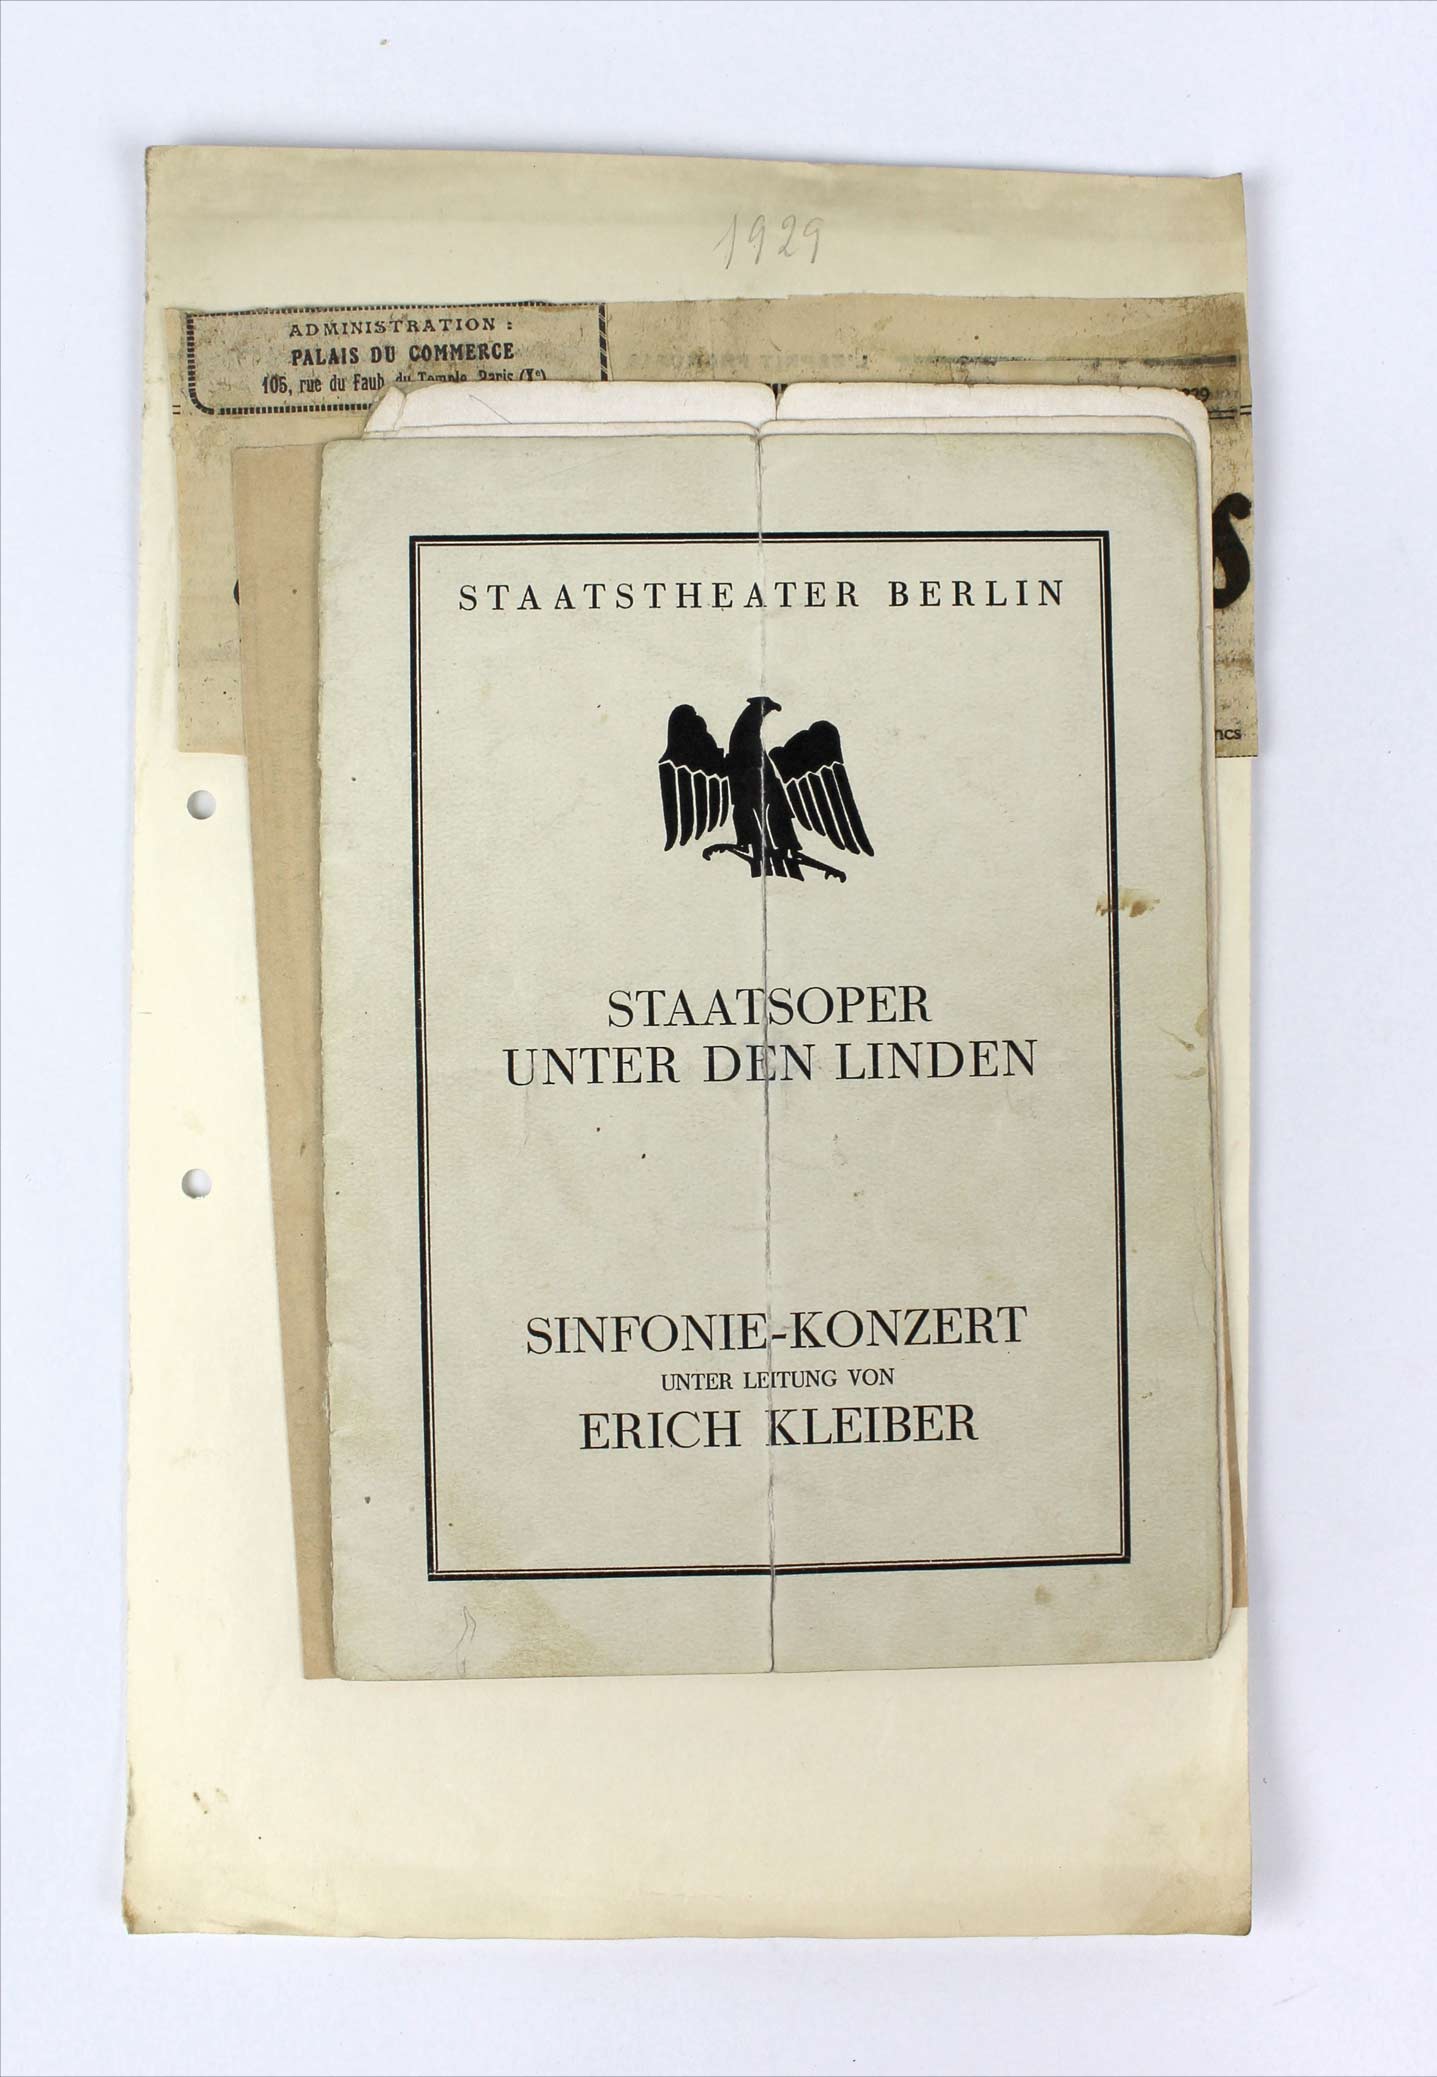 1929
ADMINISTRATION :
PALAIS DU COMMERCE
105, rue du Faub. du Temple, Paris (Xe)
STAATSTHEATER BERLIN
STAATSOPER
UNTER DEN LINDEN
SINFONIE-KONZERT
UNTER LEITUNG VON
ERICH KLEIBER